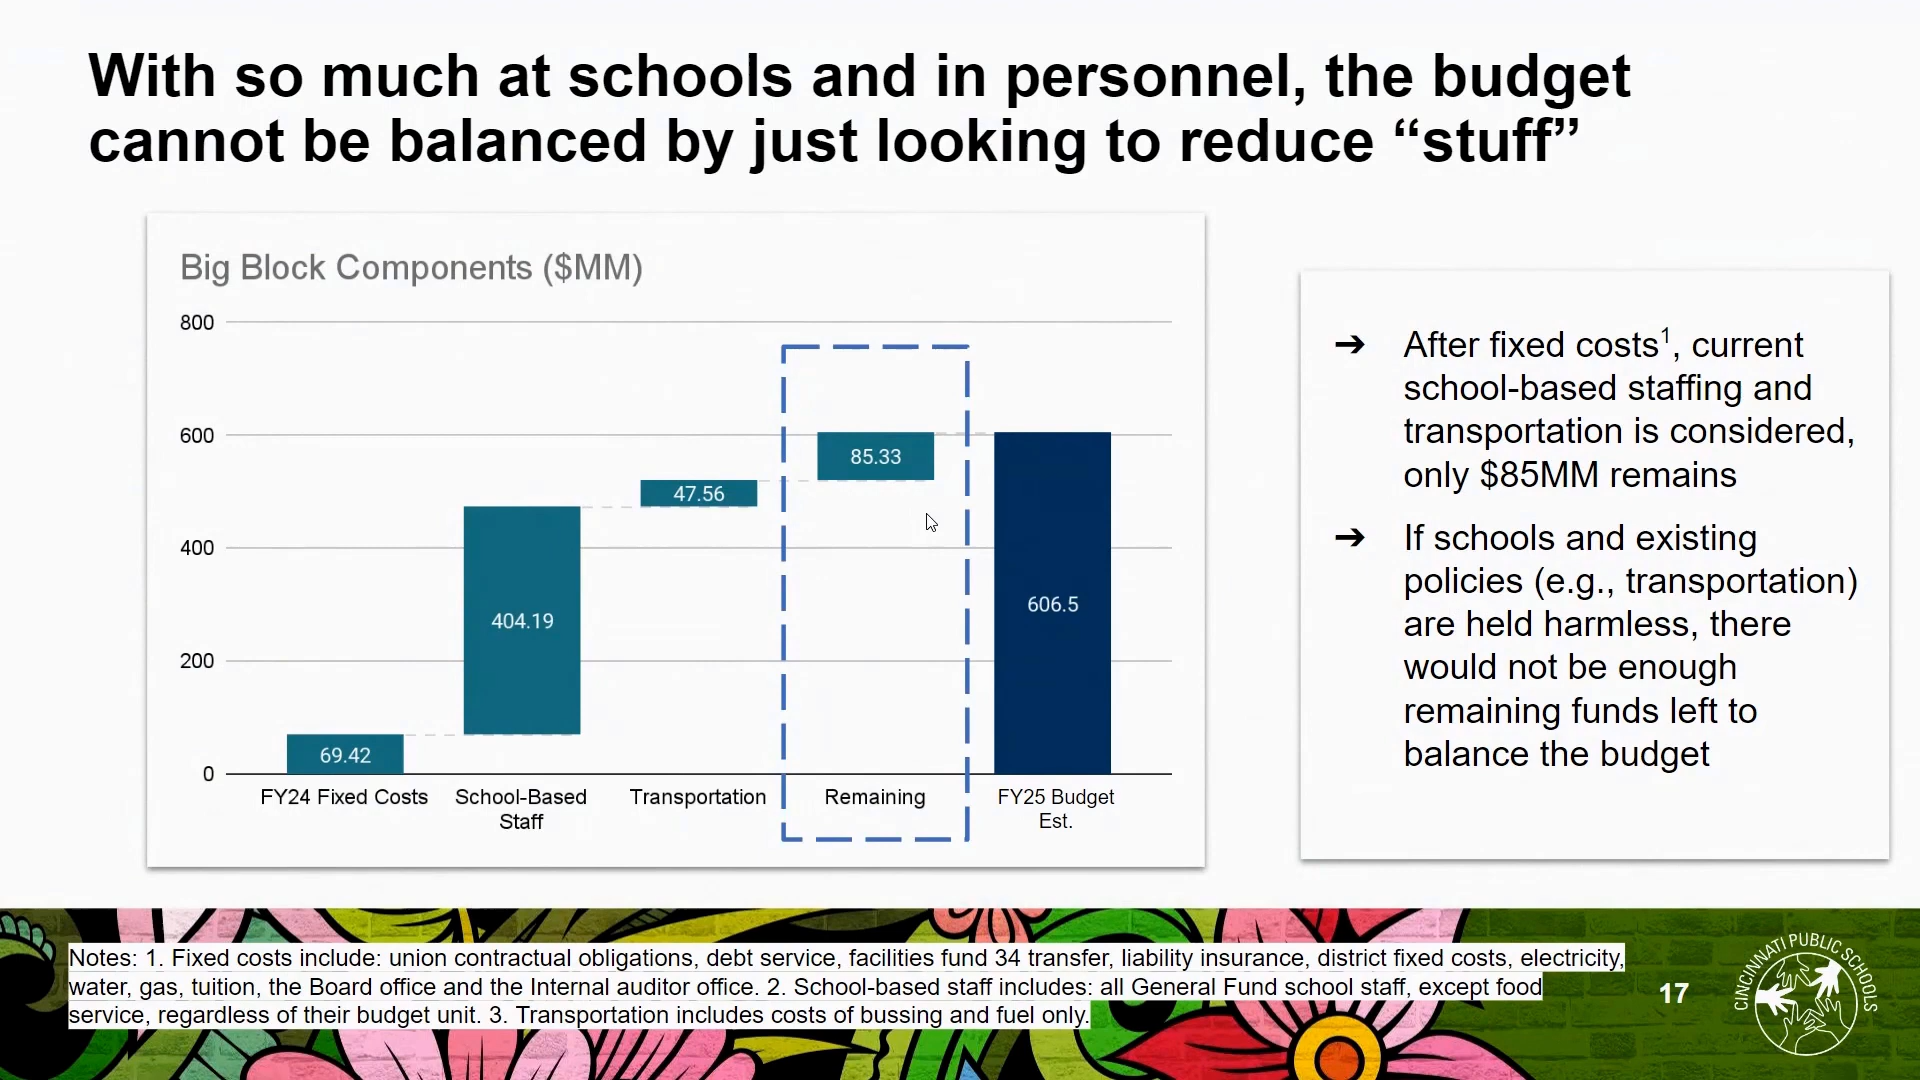 With so much at schools and in personnel, the budget
cannot be balanced by just looking to reduce “stuff”
Big Block Components ($MM)
800
600
400
200
0
69.42
404.19
47.56
85.33
606.5
FY24 Fixed Costs
School-Based
Staff
Transportation
Remaining
FY25 Budget
Est.
➔ After fixed costs¹, current
school-based staffing and
transportation is considered,
only $85MM remains
➔ If schools and existing
policies (e.g., transportation)
are held harmless, there
would not be enough
remaining funds left to
balance the budget
Notes: 1. Fixed costs include: union contractual obligations, debt service, facilities fund 34 transfer, liability insurance, district fixed costs, electricity,
water, gas, tuition, the Board office and the Internal auditor office. 2. School-based staff includes: all General Fund school staff, except food
service, regardless of their budget unit. 3. Transportation includes costs of bussing and fuel only.
17
CINCINNATI PUBLIC SCHOOLS